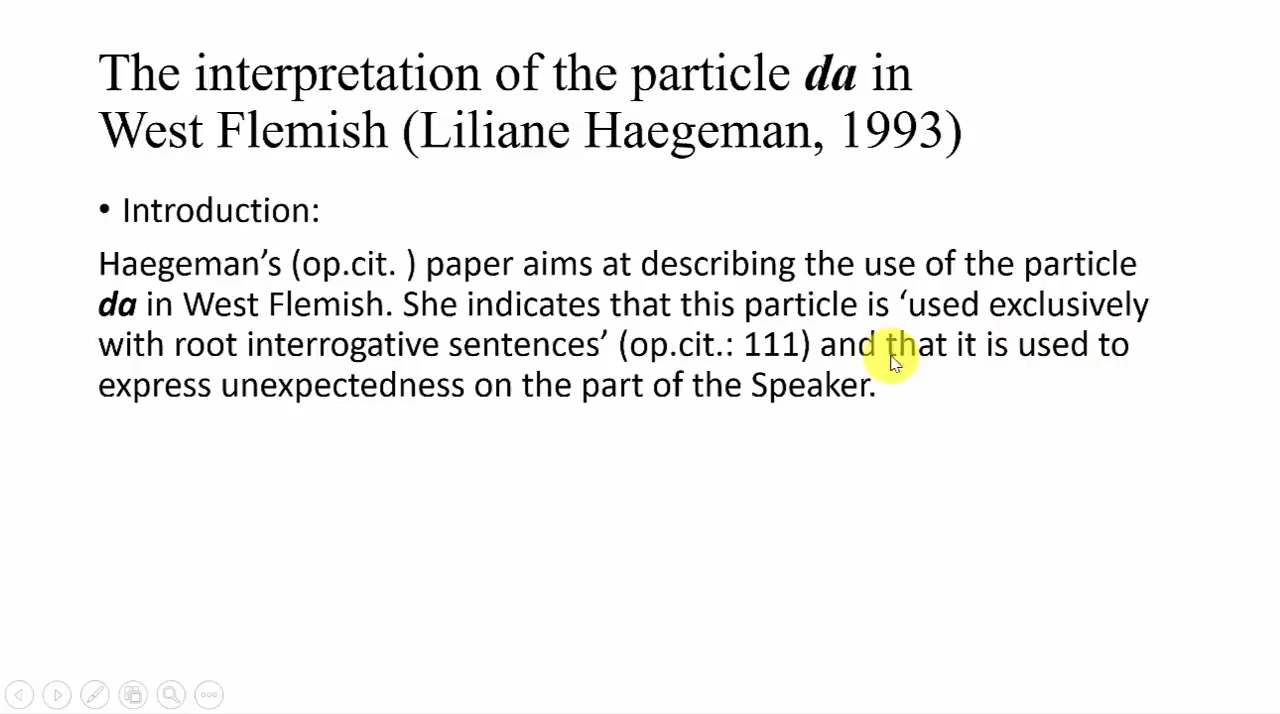 The interpretation of the particle da in
West Flemish (Liliane Haegeman, 1993)
• Introduction:
Haegeman’s (op.cit. ) paper aims at describing the use of the particle
da in West Flemish. She indicates that this particle is ‘used exclusively
with root interrogative sentences’ (op.cit.: 111) and that it is used to
express unexpectedness on the part of the Speaker.